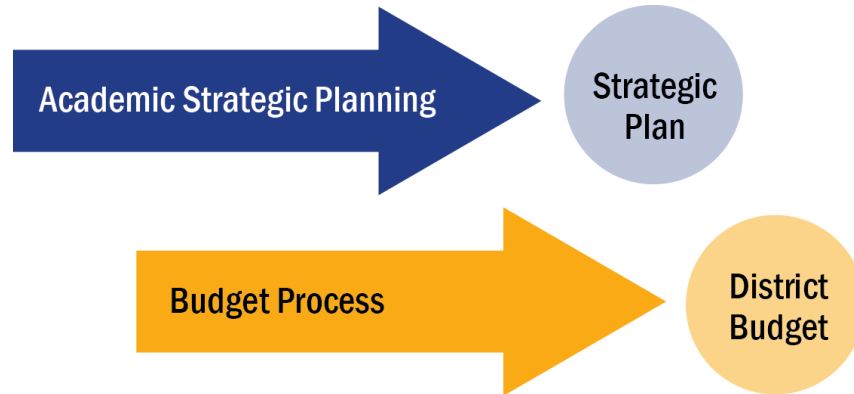 Academic Strategic Planning
Strategic
Plan
Budget Process
District
Budget